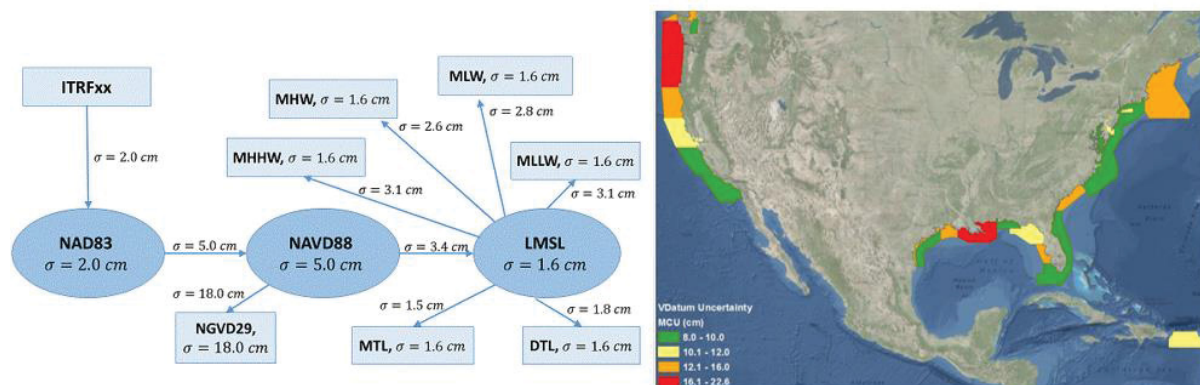 ITRFxx
σ = 2.0 cm
NAD83
σ = 2.0 cm
σ = 5.0 cm
NAVD88
σ = 5.0 cm
σ = 18.0 cm
NGVD29,
σ = 18.0 cm
σ = 3.4 cm
LMSL
σ = 1.6 cm
MHHW, σ = 1.6 cm
σ = 3.1 cm
MHW, σ = 1.6 cm
σ = 2.6 cm
MLW, σ = 1.6 cm
σ = 2.8 cm
MLLW, σ = 1.6 cm
σ = 3.1 cm
σ = 1.5 cm
MTL, σ = 1.6 cm
σ = 1.8 cm
DTL, σ = 1.6 cm
VDatum Uncertainty
MCU (cm)
8.0 - 10.0
10.1 - 12.0
12.1 - 16.0
16.1 - 22.6